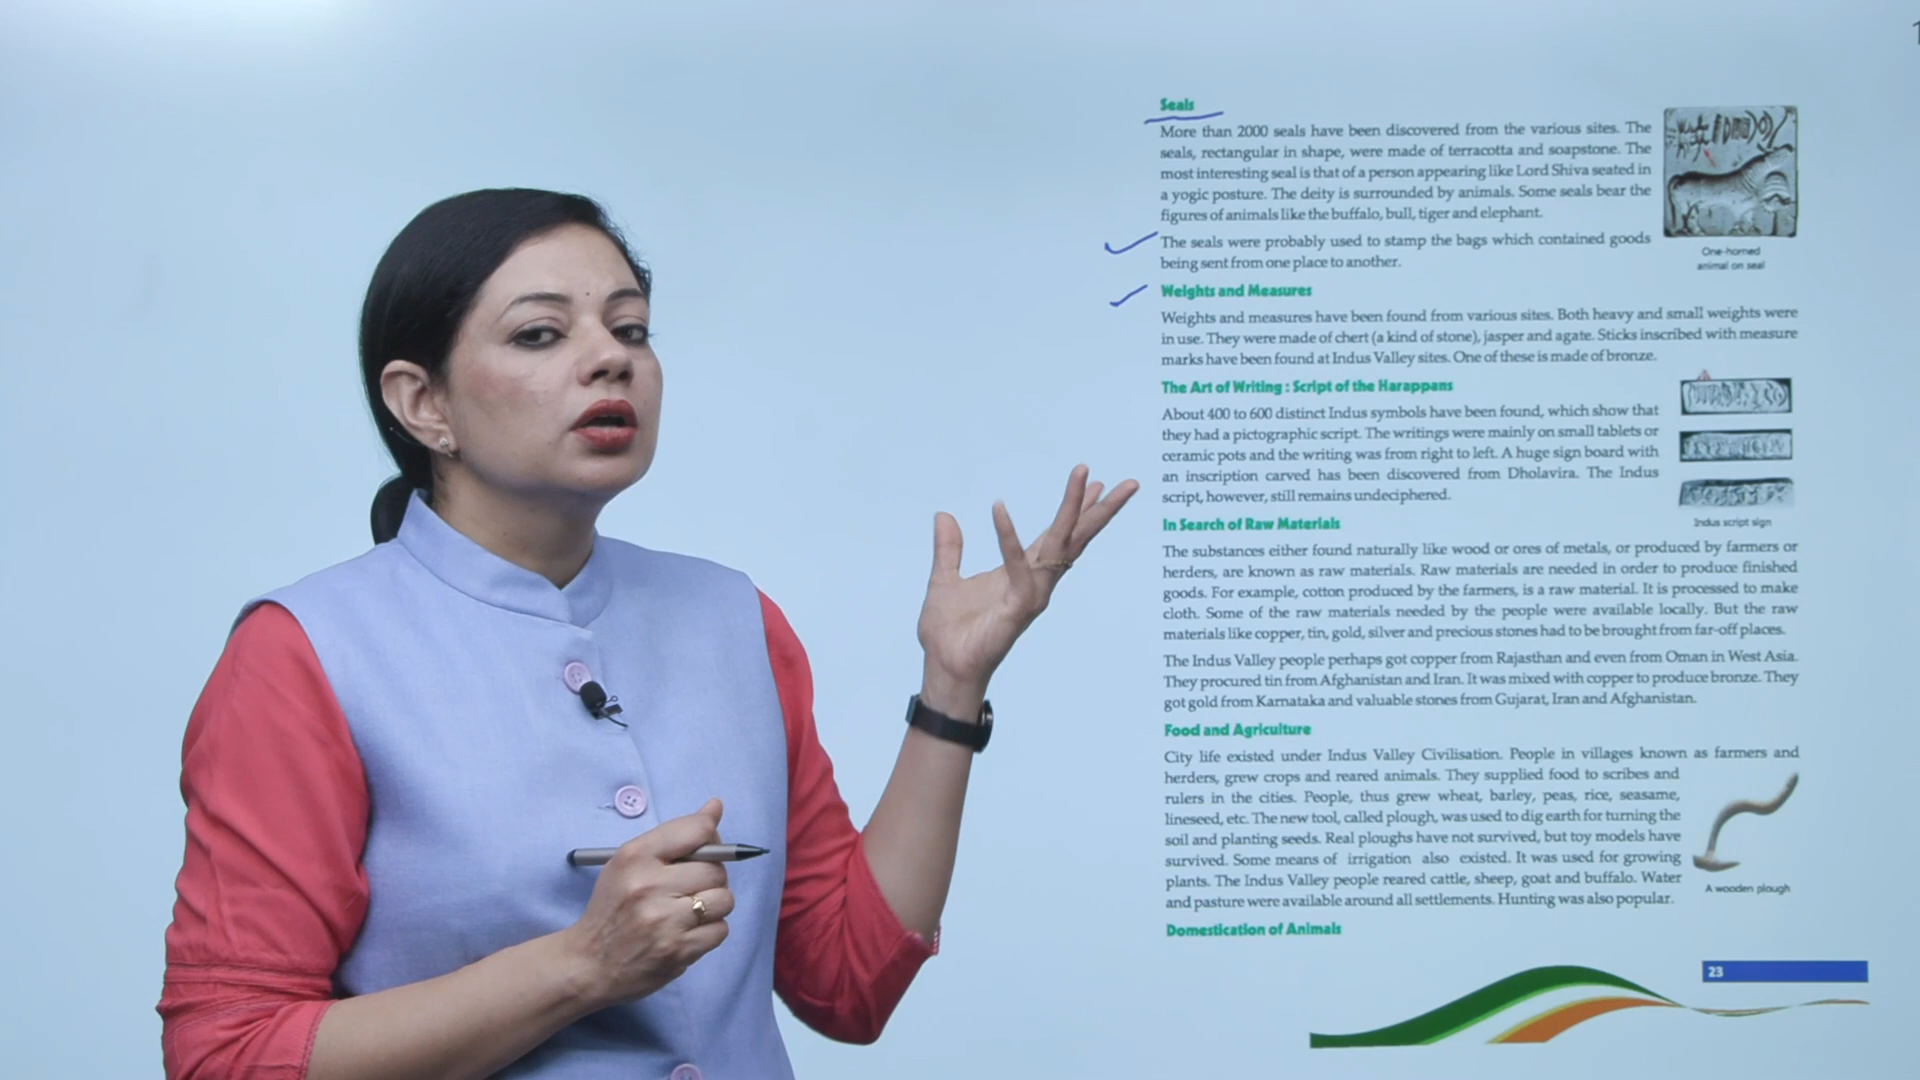 Seals
More than 2000 seals have been discovered from the various sites. The
seals, rectangular in shape, were made of terracotta and soapstone. The
most interesting seal is that of a person appearing like Lord Shiva seated in
a yogic posture. The deity is surrounded by animals. Some seals bear the
figures of animals like the buffalo, bull, tiger and elephant.
The seals were probably used to stamp the bags which contained goods
being sent from one place to another.
One-horned
animal on seal
Weights and Measures
Weights and measures have been found from various sites. Both heavy and small weights were
in use. They were made of chert (a kind of stone), jasper and agate. Sticks inscribed with measure
marks have been found at Indus Valley sites. One of these is made of bronze.
The Art of Writing : Script of the Harappans
About 400 to 600 distinct Indus symbols have been found, which show that
they had a pictographic script. The writings were mainly on small tablets or
ceramic pots and the writing was from right to left. A huge sign board with
an inscription carved has been discovered from Dholavira. The Indus
script, however, still remains undeciphered.
Indus script sign
In Search of Raw Materials
The substances either found naturally like wood or ores of metals, or produced by farmers or
herders, are known as raw materials. Raw materials are needed in order to produce finished
goods. For example, cotton produced by the farmers, is a raw material. It is processed to make
cloth. Some of the raw materials needed by the people were available locally. But the raw
materials like copper, tin, gold, silver and precious stones had to be brought from far-off places.
The Indus Valley people perhaps got copper from Rajasthan and even from Oman in West Asia.
They procured tin from Afghanistan and Iran. It was mixed with copper to produce bronze. They
got gold from Karnataka and valuable stones from Gujarat, Iran and Afghanistan.
Food and Agriculture
City life existed under Indus Valley Civilisation. People in villages known as farmers and
herders, grew crops and reared animals. They supplied food to scribes and
rulers in the cities. People, thus grew wheat, barley, peas, rice, seasame,
lineseed, etc. The new tool, called plough, was used to dig earth for turning the
soil and planting seeds. Real ploughs have not survived, but toy models have
survived. Some means of irrigation also existed. It was used for growing
plants. The Indus Valley people reared cattle, sheep, goat and buffalo. Water
and pasture were available around all settlements. Hunting was also popular.
A wooden plough
Domestication of Animals
23